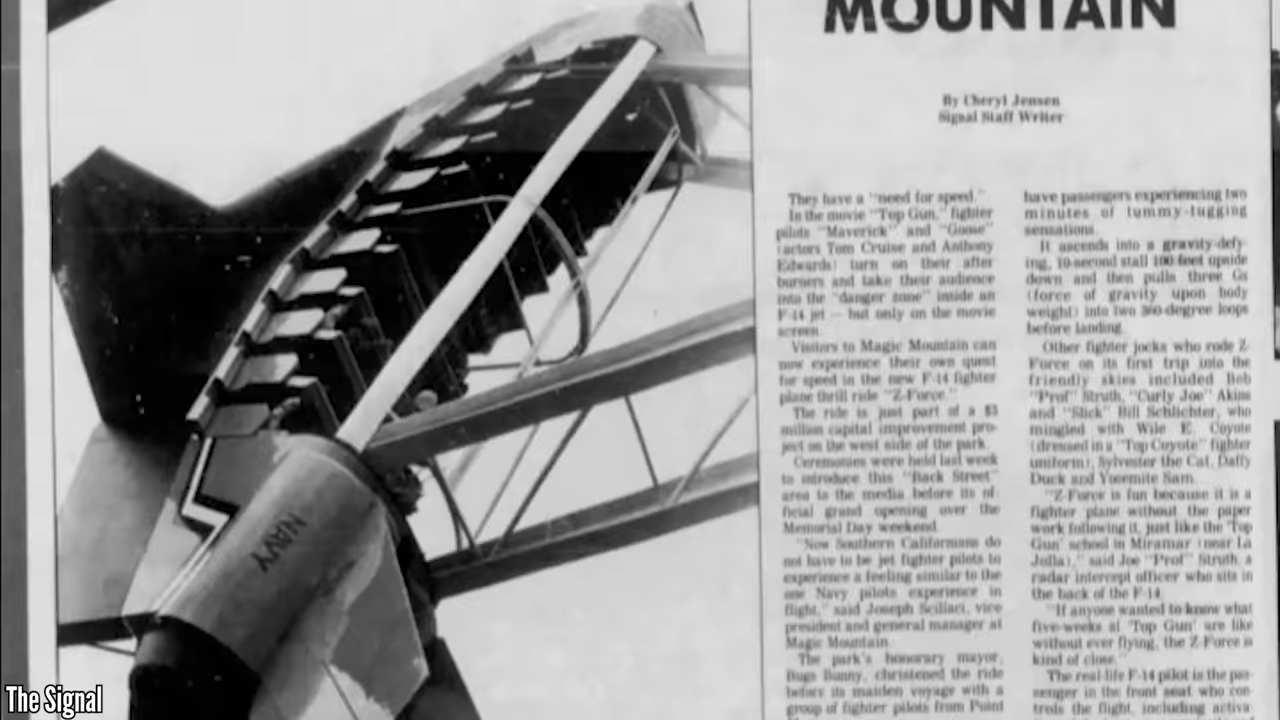 MOUNTAIN
By Cheryl Jensen
Signal Staff Writer
They have a "need for speed."
In the movie "Top Gun," fighter
pilots "Maverick" and "Goose"
(actors Tom Cruise and Anthony
Edwards) turn on their after
burners and take their audience
into the "danger zone" inside an
F-14 jet — but only on the movie
screen.
Visitors to Magic Mountain can
now experience their own quest
for speed in the new F-14 fighter
plane thrill ride "Z-Force."
The ride is just part of a $3
million capital improvement pro-
ject on the west side of the park.
Ceremonies were held last week
to introduce this "Back Street"
area to the media before its of-
ficial grand opening over the
Memorial Day weekend.
"Now Southern Californians do
not have to be jet fighter pilots to
experience a feeling similar to the
one Navy pilots experience in
flight," said Joseph Scillaci, vice
president and general manager at
Magic Mountain.
The park's honorary mayor,
Bugs Bunny, christened the ride
before its maiden voyage with a
group of fighter pilots from Point
have passengers experiencing two
minutes of tummy-tugging
sensations.
It ascends into a gravity-defy-
ing, 10-second stall 100 feet upside
down and then pulls three Gs
(force of gravity upon body
weight) into two 360-degree loops
before landing.
Other fighter jocks who rode Z-
Force on its first trip into the
friendly skies included Bob
"Prof" Struth, "Curly Joe" Akins
and "Slick" Bill Schlichter, who
mingled with Wile E. Coyote
(dressed in a "Top Coyote" fighter
uniform), Sylvester the Cat, Daffy
Duck and Yosemite Sam.
"Z-Force is fun because it is a
fighter plane without the paper
work following it, just like the 'Top
Gun' school in Miramar (near La
Jolla)," said Joe "Prof" Struth, a
radar intercept officer who sits in
the back of the F-14.
"If anyone wanted to know what
five-weeks at 'Top Gun' are like
without ever flying, the Z-Force is
kind of close."
The real-life F-14 pilot is the pas-
senger in the front seat who con-
trols the flight, including activa
NAVY
The Signal